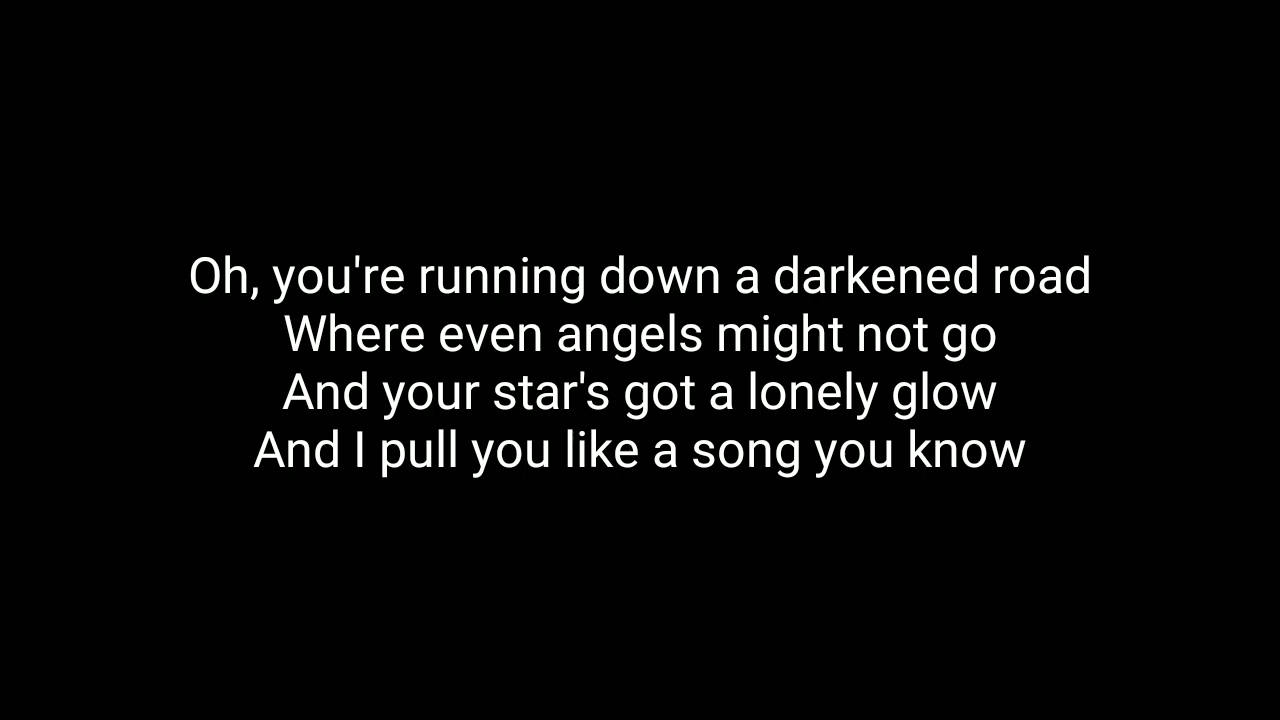 Oh, you're running down a darkened road
Where even angels might not go
And your star's got a lonely glow
And I pull you like a song you know